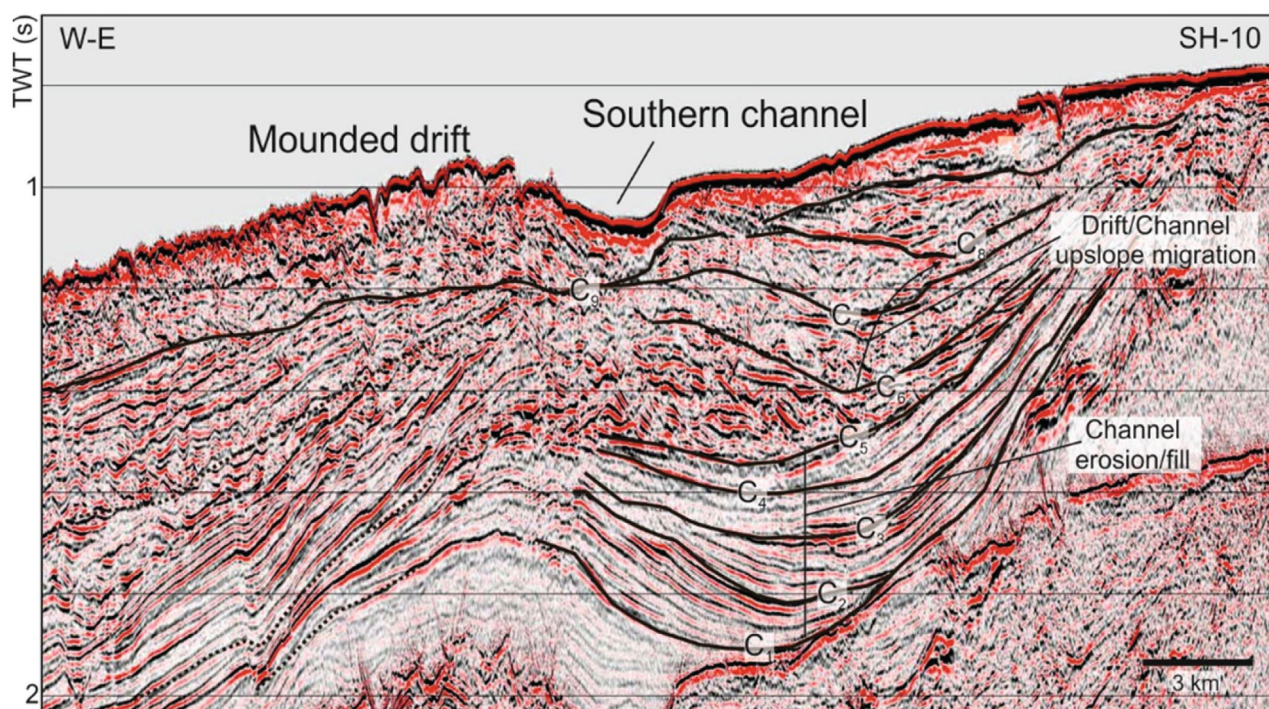 TWT (s)
W-E
SH-10
Southern channel
Mounded drift
1
Drift/Channel
upslope migration
C8
C9
C7
C6
C5
Channel
erosion/fill
C4
C3
C2
C1
3 km
2